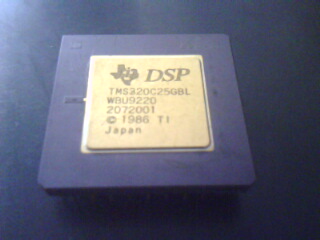 DSP
TMS320C25GBL
WBU9220
2072001
© 1986 TI
Japan